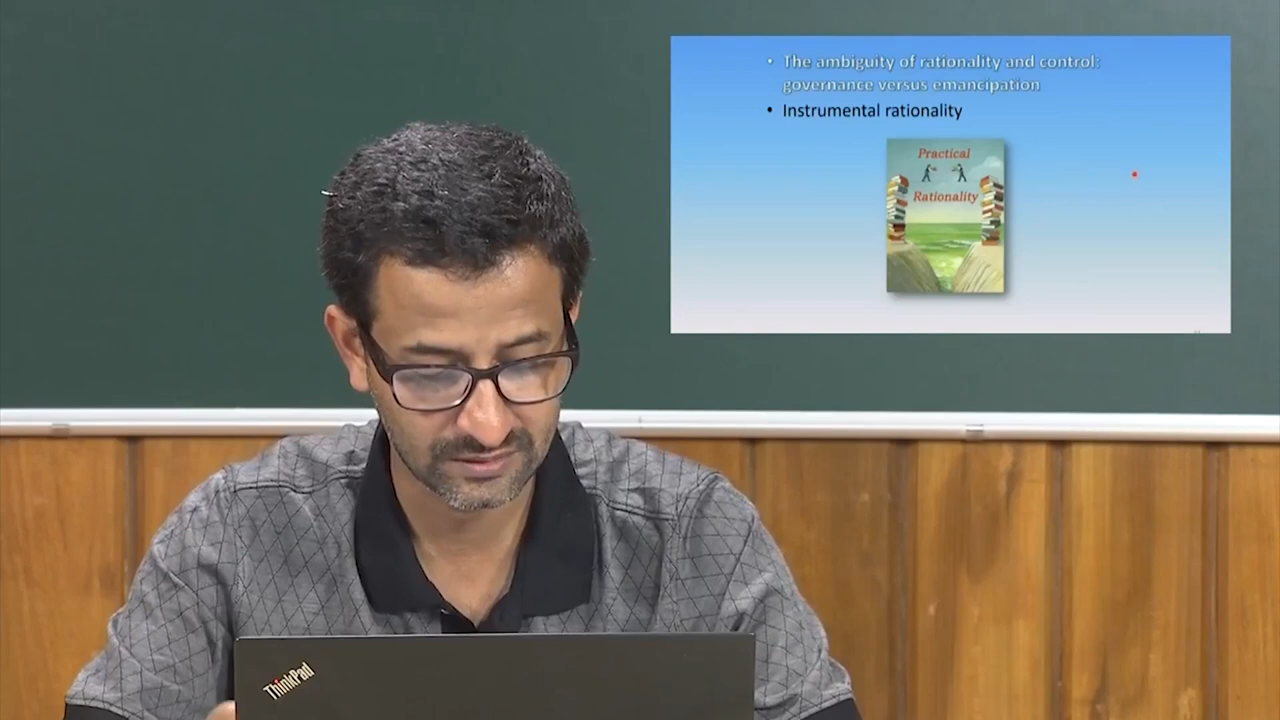 • The ambiguity of rationality and control:
governance versus emancipation
• Instrumental rationality
Practical
Rationality
ThinkPad